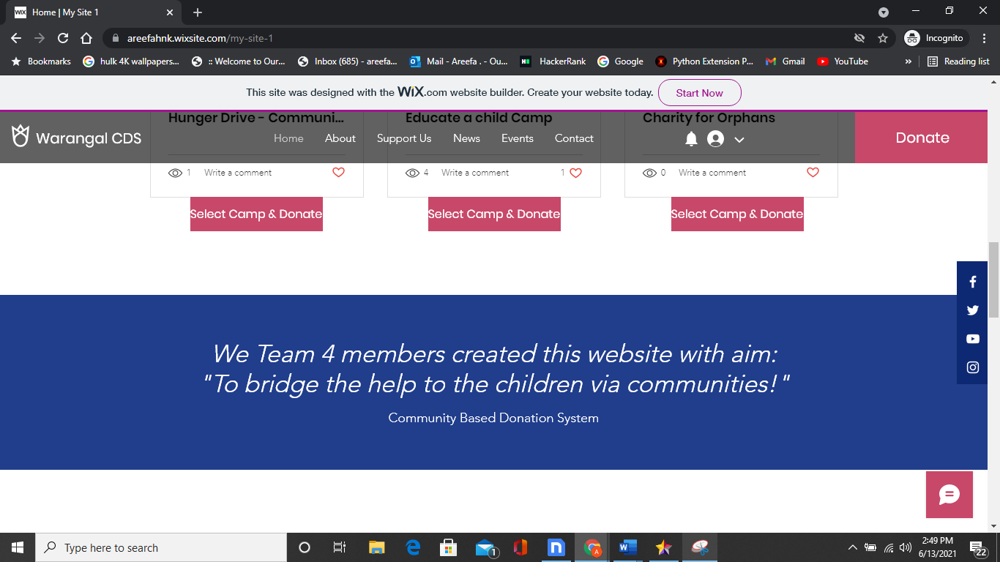 WiX Home | My Site 1
areefahnk.wixsite.com/my-site-1
Incognito
Bookmarks hulk 4K wallpapers... :: Welcome to Our... Inbox (685) - areefa... Mail - Areefa . - Ou... HackerRank Google Python Extension P... Gmail YouTube » Reading list
This site was designed with the WiX.com website builder. Create your website today. Start Now
Hunger Drive - Communi... Educate a child Camp Charity for Orphans
Warangal CDS Home About Support Us News Events Contact Donate
1 Write a comment 4 Write a comment 1 0 Write a comment
Select Camp & Donate Select Camp & Donate Select Camp & Donate
We Team 4 members created this website with aim:
"To bridge the help to the children via communities!"
Community Based Donation System
Type here to search 1 2:49 PM
6/13/2021 22